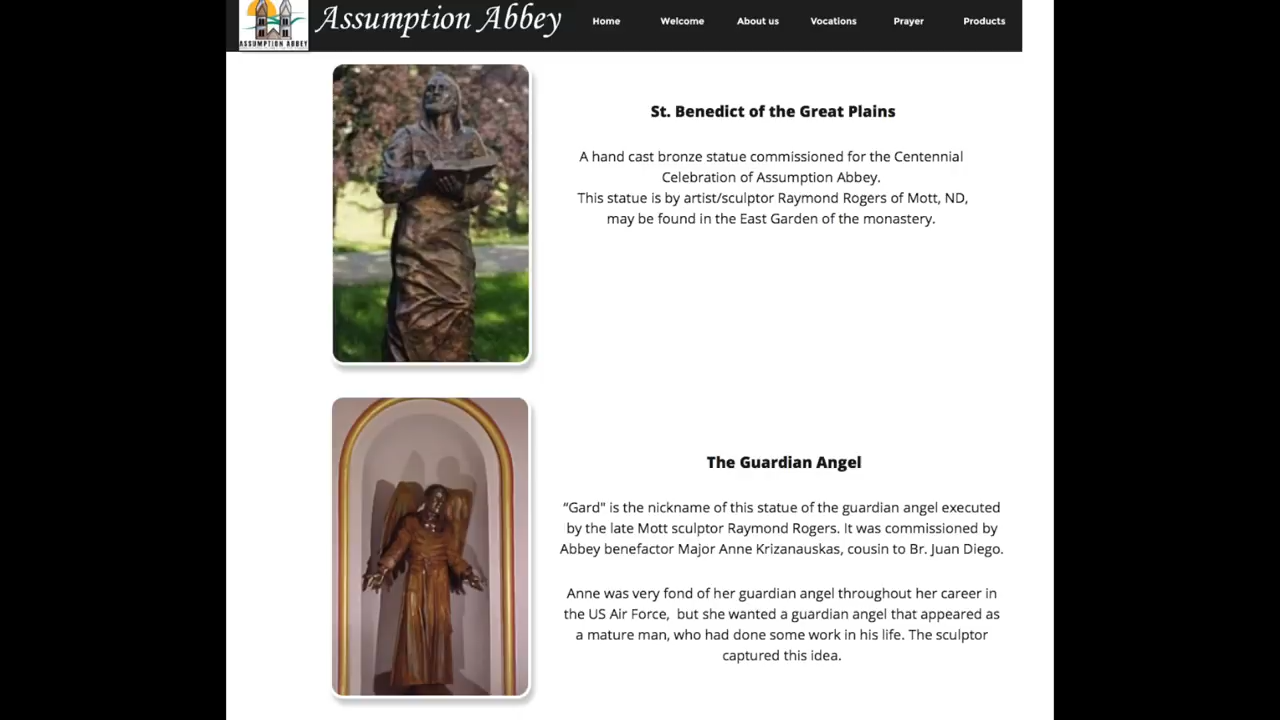 ASSUMPTION ABBEY
Assumption Abbey
Home
Welcome
About us
Vocations
Prayer
Products
St. Benedict of the Great Plains
A hand cast bronze statue commissioned for the Centennial
Celebration of Assumption Abbey.
This statue is by artist/sculptor Raymond Rogers of Mott, ND,
may be found in the East Garden of the monastery.
The Guardian Angel
“Gard" is the nickname of this statue of the guardian angel executed
by the late Mott sculptor Raymond Rogers. It was commissioned by
Abbey benefactor Major Anne Krizanauskas, cousin to Br. Juan Diego.
Anne was very fond of her guardian angel throughout her career in
the US Air Force, but she wanted a guardian angel that appeared as
a mature man, who had done some work in his life. The sculptor
captured this idea.